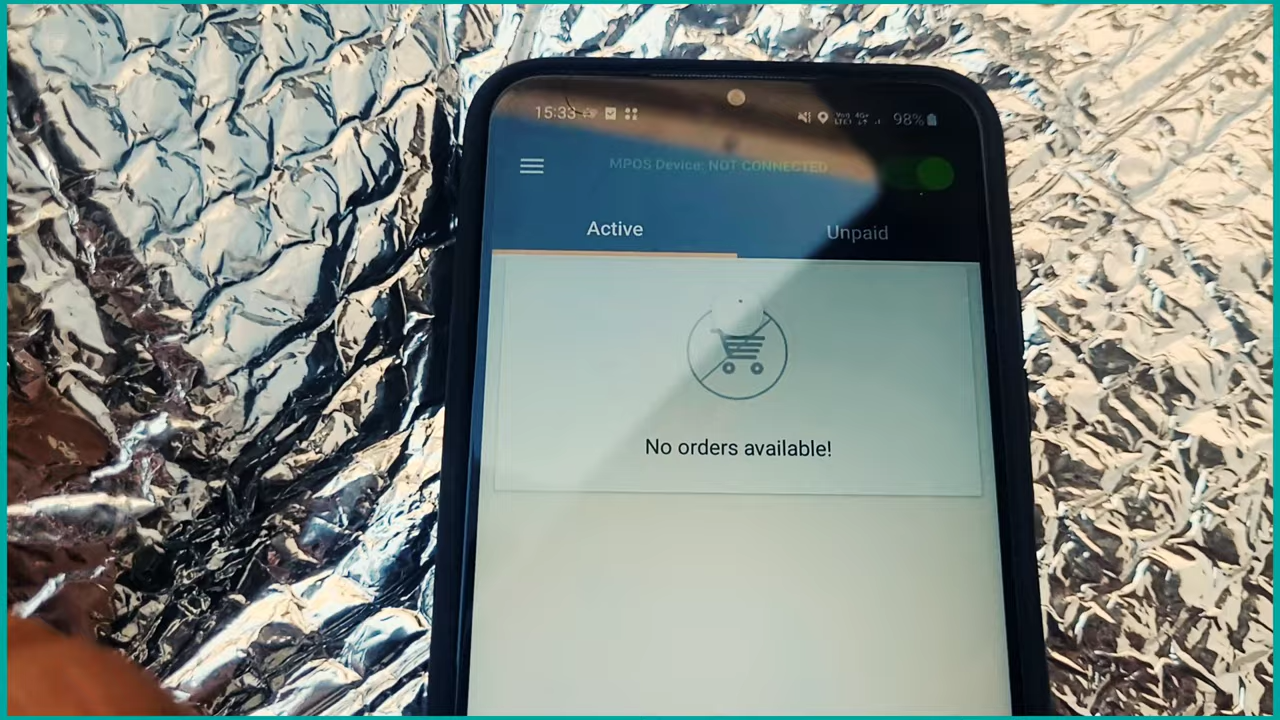 15:33
98%
MPOS Device: NOT CONNECTED
Active
Unpaid
No orders available!